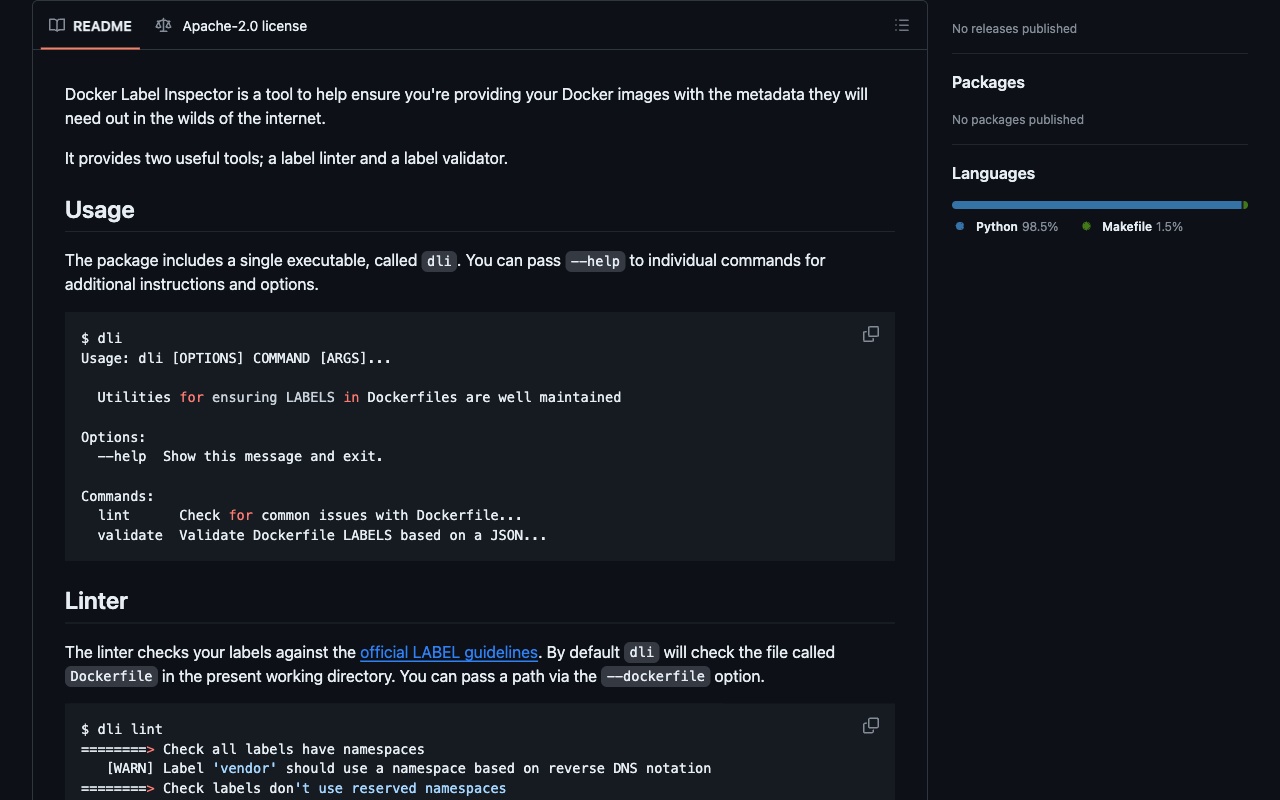 README
Apache-2.0 license
Docker Label Inspector is a tool to help ensure you're providing your Docker images with the metadata they will
need out in the wilds of the internet.
It provides two useful tools; a label linter and a label validator.
Usage
The package includes a single executable, called dli. You can pass --help to individual commands for
additional instructions and options.
$ dli
Usage: dli [OPTIONS] COMMAND [ARGS]...
Utilities for ensuring LABELS in Dockerfiles are well maintained
Options:
--help  Show this message and exit.
Commands:
lint      Check for common issues with Dockerfile...
validate  Validate Dockerfile LABELS based on a JSON...
Linter
The linter checks your labels against the official LABEL guidelines. By default dli will check the file called
Dockerfile in the present working directory. You can pass a path via the --dockerfile option.
$ dli lint
========> Check all labels have namespaces
[WARN] Label 'vendor' should use a namespace based on reverse DNS notation
========> Check labels don't use reserved namespaces
No releases published
Packages
No packages published
Languages
Python 98.5%
Makefile 1.5%